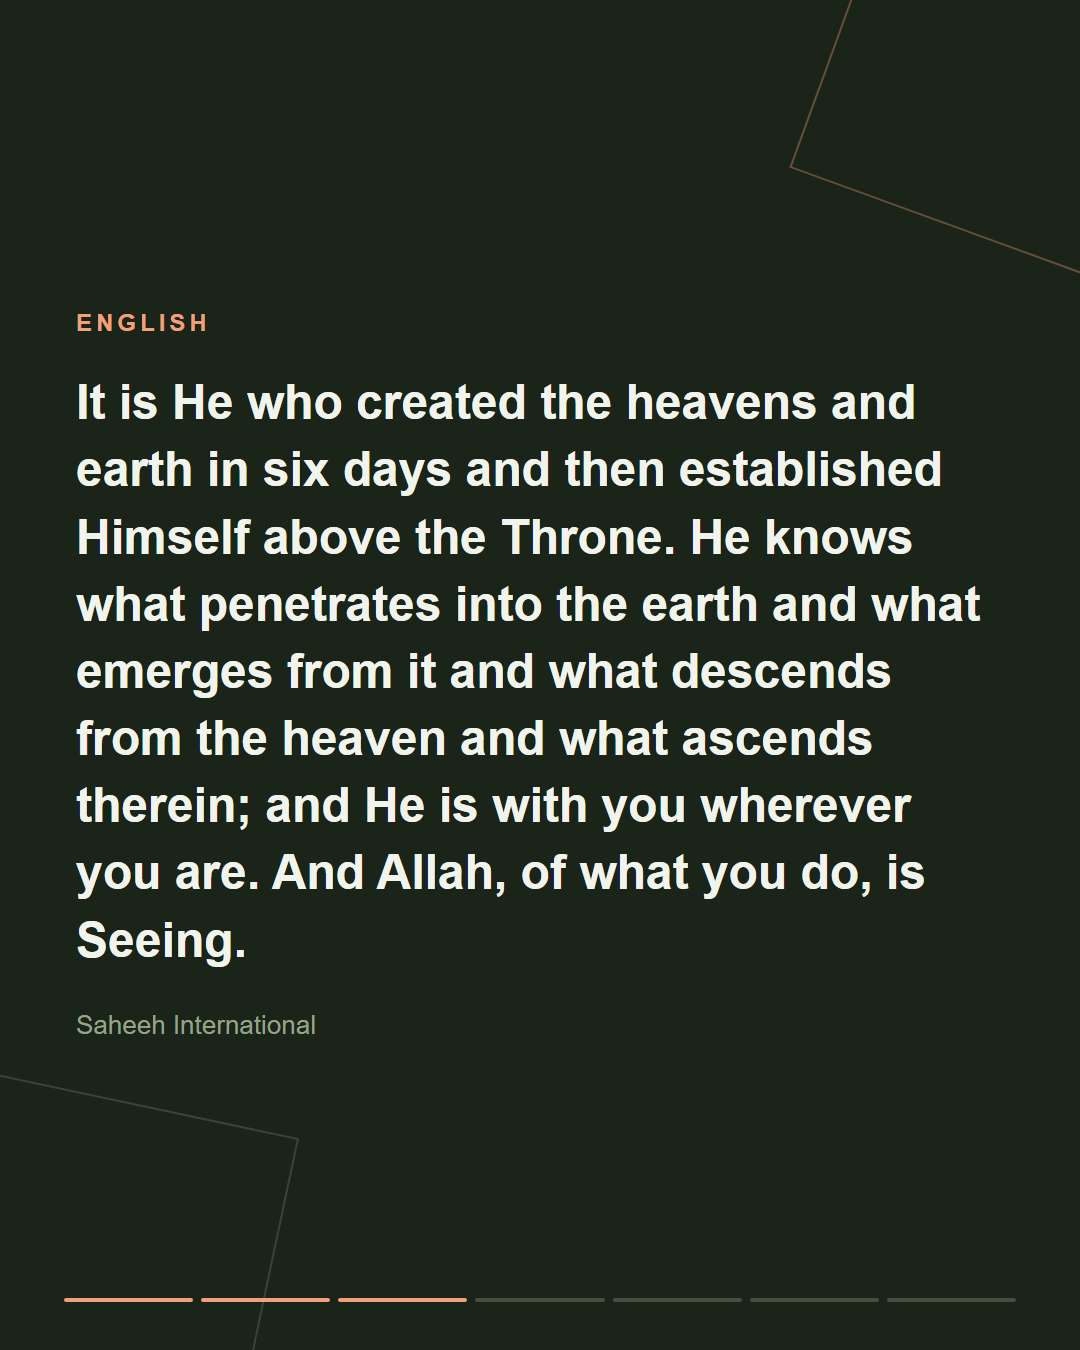 ENGLISH
It is He who created the heavens and
earth in six days and then established
Himself above the Throne. He knows
what penetrates into the earth and what
emerges from it and what descends
from the heaven and what ascends
therein; and He is with you wherever
you are. And Allah, of what you do, is
Seeing.
Saheeh International